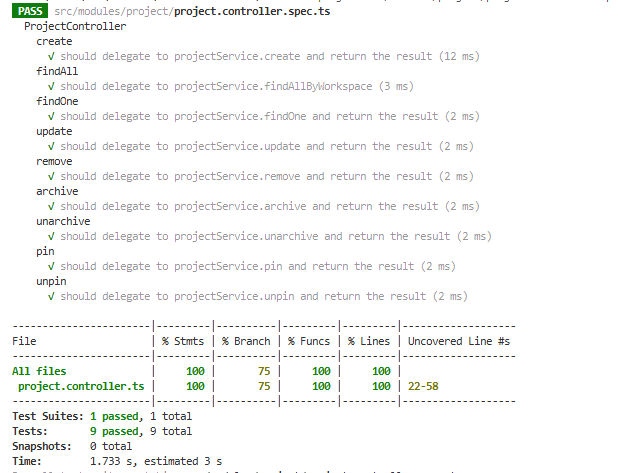 PASS src/modules/project/project.controller.spec.ts
ProjectController
create
√ should delegate to projectService.create and return the result (12 ms)
findAll
√ should delegate to projectService.findAllByWorkspace (3 ms)
findOne
√ should delegate to projectService.findOne and return the result (2 ms)
update
√ should delegate to projectService.update and return the result (2 ms)
remove
√ should delegate to projectService.remove and return the result (2 ms)
archive
√ should delegate to projectService.archive and return the result (2 ms)
unarchive
√ should delegate to projectService.unarchive and return the result (2 ms)
pin
√ should delegate to projectService.pin and return the result (2 ms)
unpin
√ should delegate to projectService.unpin and return the result (2 ms)
-----------------------|---------|----------|---------|---------|-------------------
File | % Stmts | % Branch | % Funcs | % Lines | Uncovered Line #s
-----------------------|---------|----------|---------|---------|-------------------
All files | 100 | 75 | 100 | 100 |
project.controller.ts | 100 | 75 | 100 | 100 | 22-58
-----------------------|---------|----------|---------|---------|-------------------
Test Suites: 1 passed, 1 total
Tests: 9 passed, 9 total
Snapshots: 0 total
Time: 1.733 s, estimated 3 s